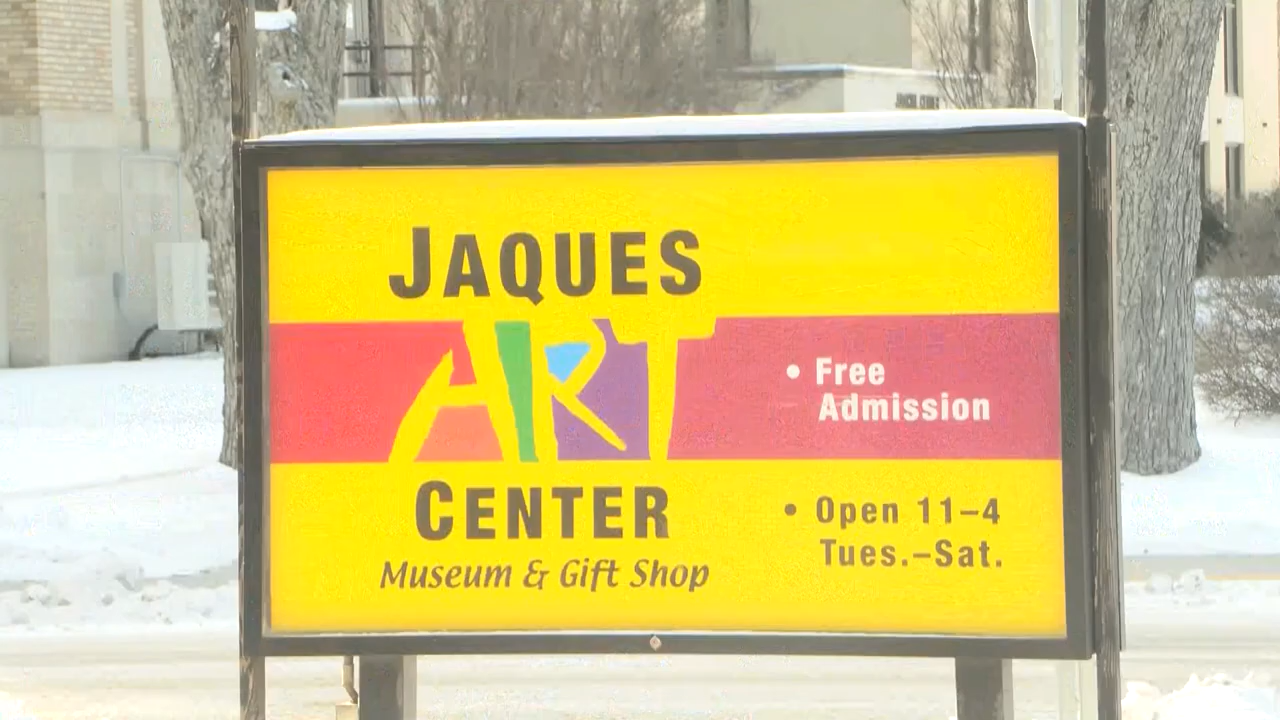 JAQUES
ART
CENTER
Museum & Gift Shop
• Free
Admission
• Open 11–4
Tues.–Sat.